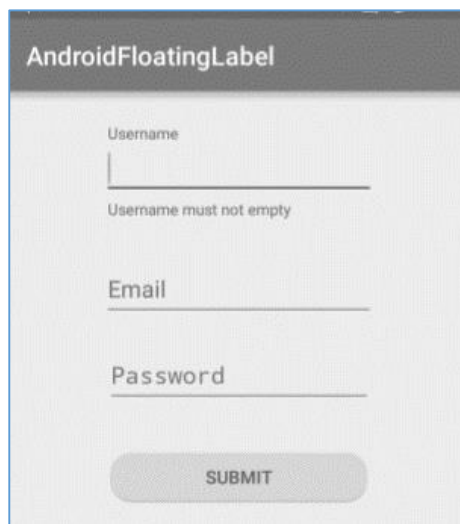 AndroidFloatingLabel
Username
Username must not empty
Email
Password
SUBMIT